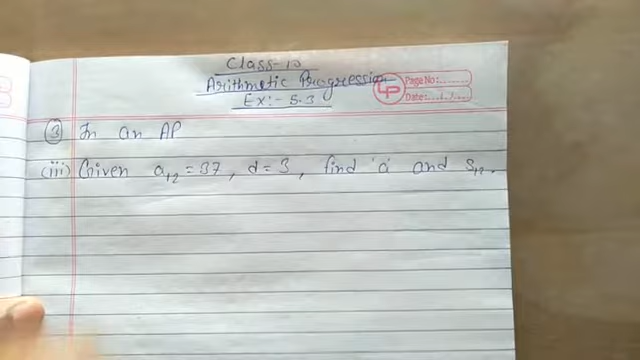 Class-10
Arithmetic Progression
Ex:- 5.3
Page No:.......
Date:....../....../......
(3) In an AP
(iii) Given a₁₂ = 37, d = 3, find 'a' and S₁₂.